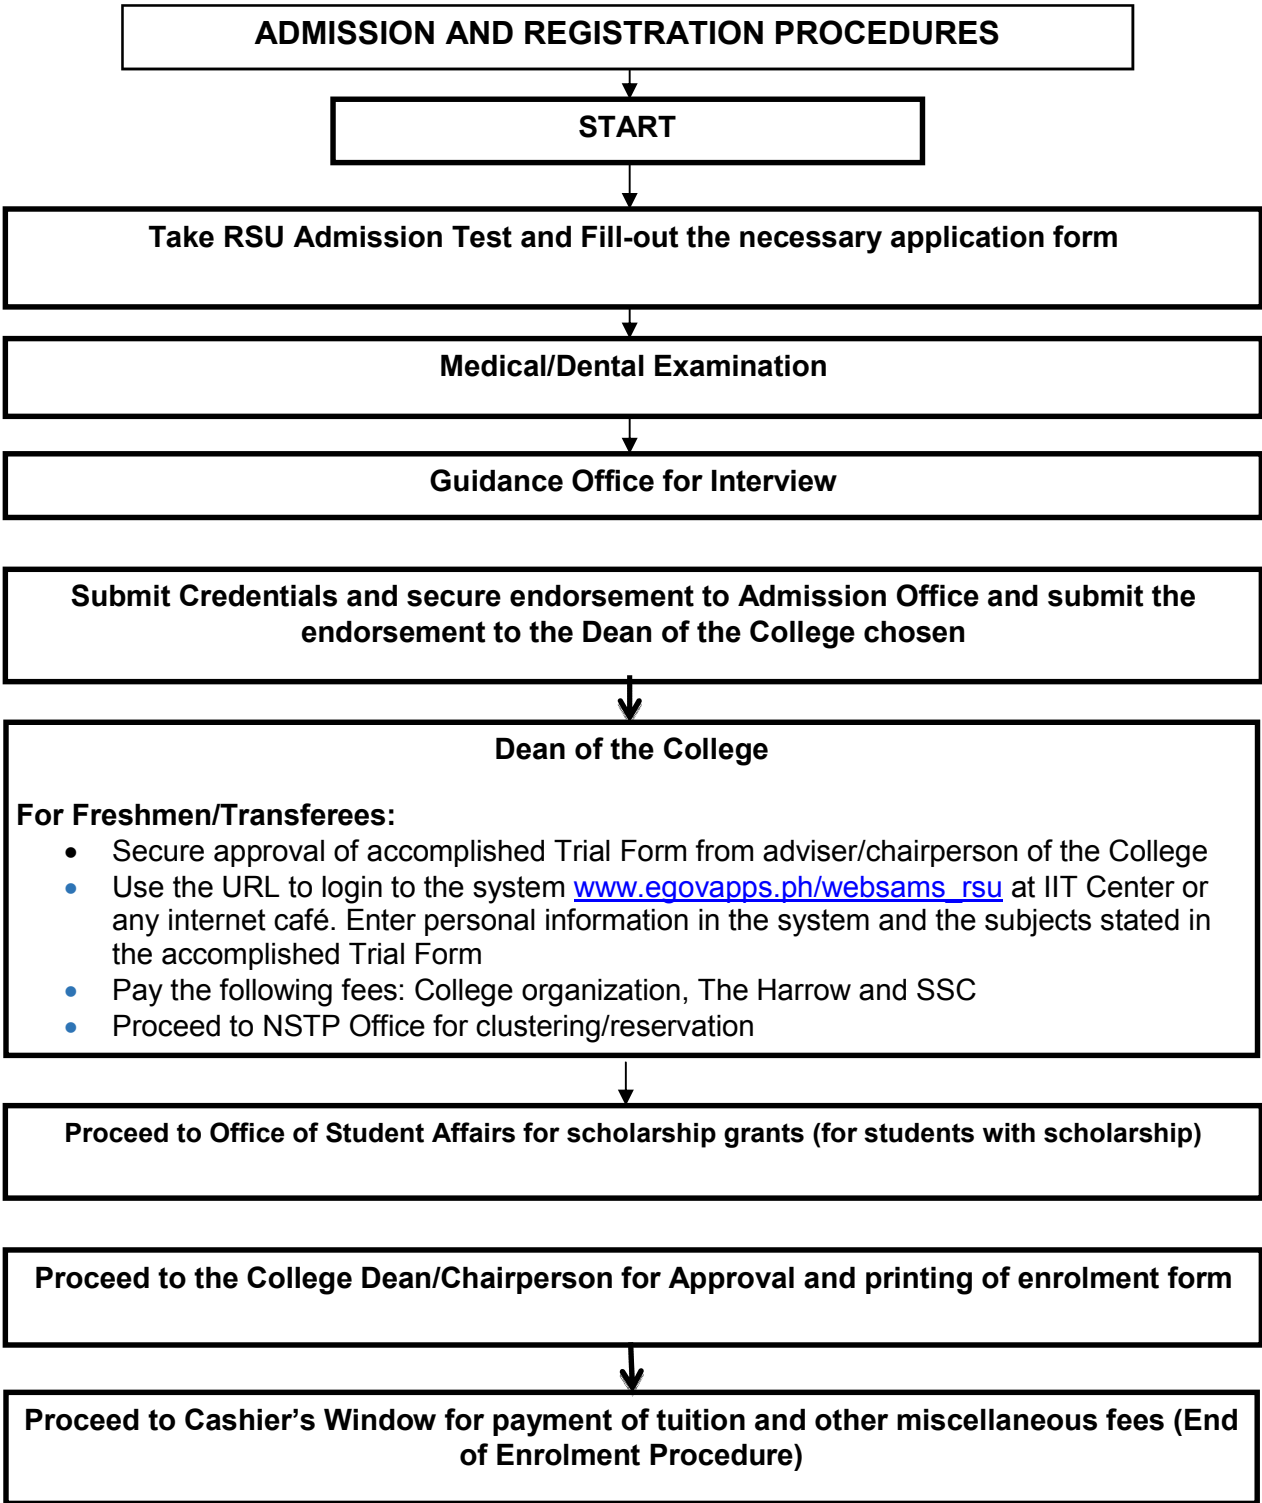 ADMISSION AND REGISTRATION PROCEDURES
START
Take RSU Admission Test and Fill-out the necessary application form
Medical/Dental Examination
Guidance Office for Interview
Submit Credentials and secure endorsement to Admission Office and submit the
endorsement to the Dean of the College chosen
Dean of the College
For Freshmen/Transferees:
• Secure approval of accomplished Trial Form from adviser/chairperson of the College
• Use the URL to login to the system www.egovapps.ph/websams_rsu at IIT Center or
any internet café. Enter personal information in the system and the subjects stated in
the accomplished Trial Form
• Pay the following fees: College organization, The Harrow and SSC
• Proceed to NSTP Office for clustering/reservation
Proceed to Office of Student Affairs for scholarship grants (for students with scholarship)
Proceed to the College Dean/Chairperson for Approval and printing of enrolment form
Proceed to Cashier’s Window for payment of tuition and other miscellaneous fees (End
of Enrolment Procedure)